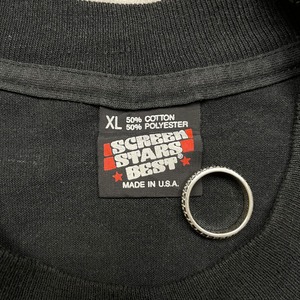 XL 50% COTTON
50% POLYESTER
SCREEN
STARS
BEST®
MADE IN U.S.A.